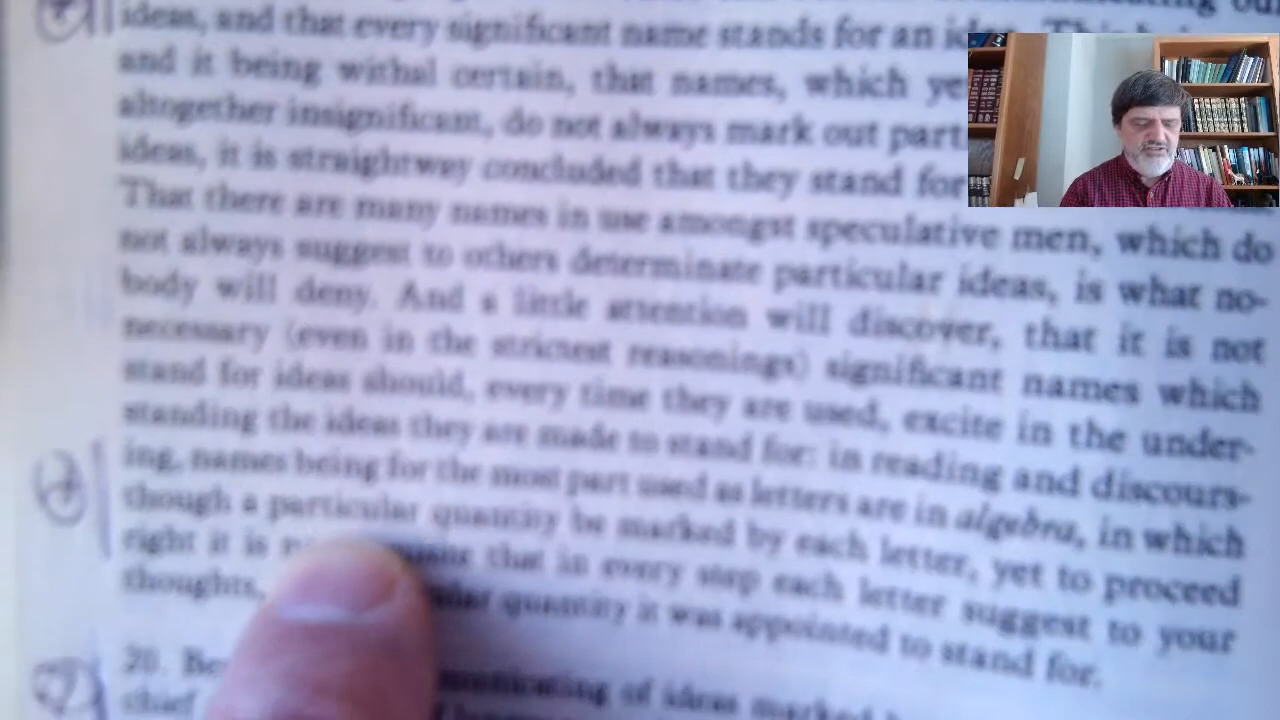 ideas, and that every significant name stands for an
and it being withal certain, that names, which yet
altogether insignificant, do not always mark out
ideas, it is straightway concluded that they stand for
That there are many names in use amongst speculative men, which do
not always suggest to others determinate particular ideas, is what no-
body will deny. And a little attention will discover, that it is not
necessary (even in the strictest reasonings) significant names which
stand for ideas should, every time they are used, excite in the under-
standing the ideas they are made to stand for: in reading and discours-
ing, names being for the most part used as letters are in algebra, in which
though a particular quantity be marked by each letter, yet to proceed
right it is that in every step each letter suggest to your
thoughts, quantity it was appointed to stand for.
20. of ideas marked
chief